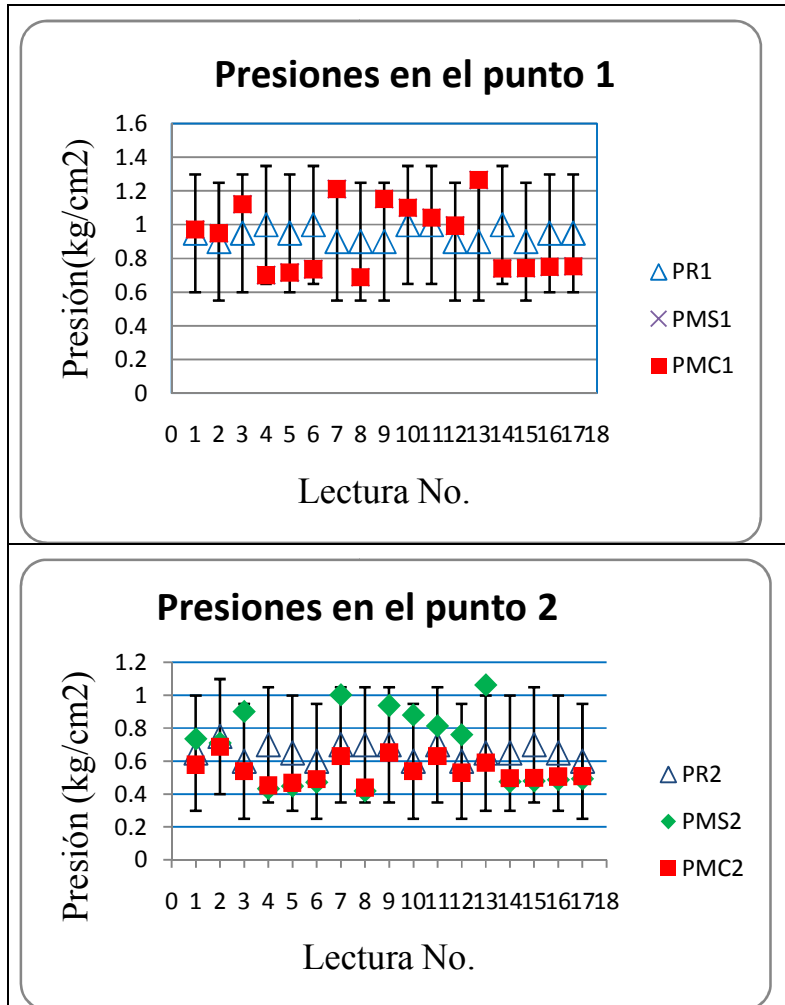 Presiones en el punto 1
Presión(kg/cm2)
1.6
1.4
1.2
1
0.8
0.6
0.4
0.2
0
0 1 2 3 4 5 6 7 8 9 10 11 12 13 14 15 16 17 18
Lectura No.
PR1
PMS1
PMC1
Presiones en el punto 2
Presión (kg/cm2)
1.2
1
0.8
0.6
0.4
0.2
0
0 1 2 3 4 5 6 7 8 9 10 11 12 13 14 15 16 17 18
Lectura No.
PR2
PMS2
PMC2